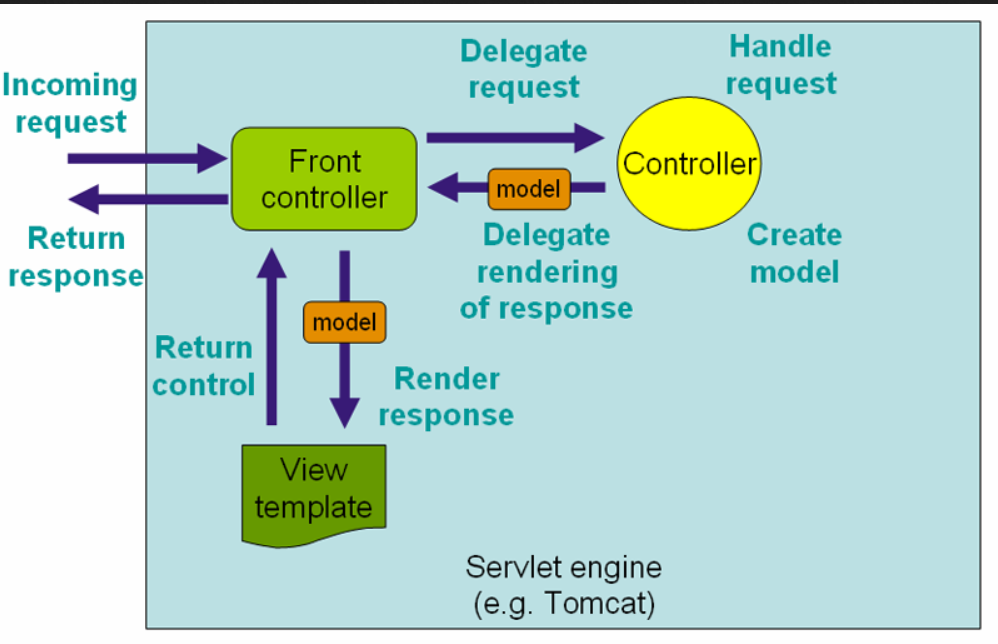 Incoming
request
Return
response
Front
controller
Delegate
request
Handle
request
Controller
model
Delegate
rendering
of response
Create
model
model
Return
control
Render
response
View
template
Servlet engine
(e.g. Tomcat)